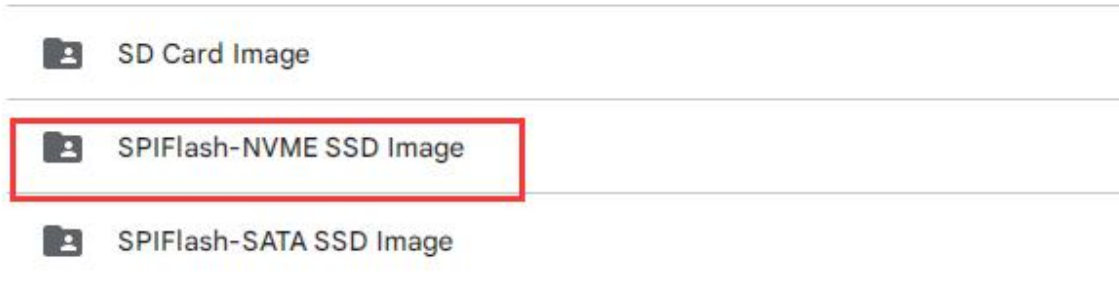 SD Card Image
SPIFlash-NVME SSD Image
SPIFlash-SATA SSD Image